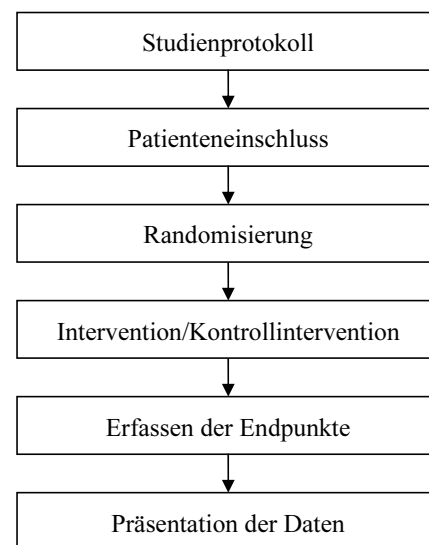 Studienprotokoll
Patienteneinschluss
Randomisierung
Intervention/Kontrollintervention
Erfassen der Endpunkte
Präsentation der Daten